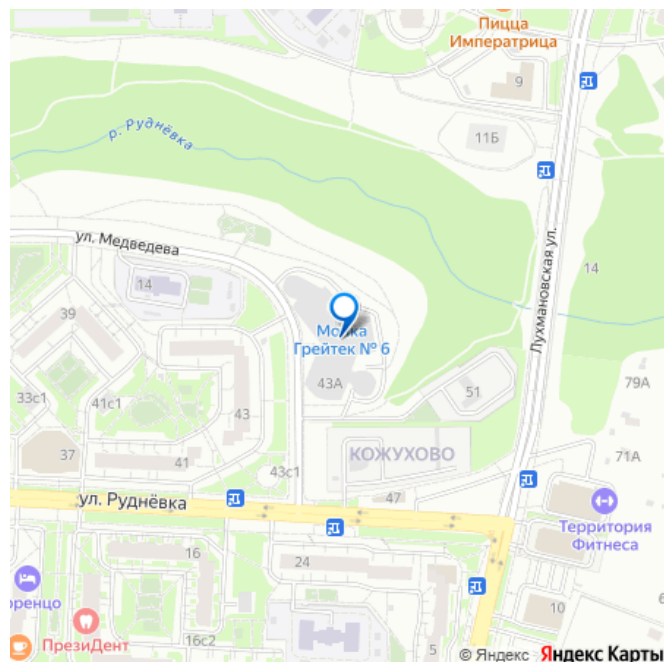 Пицца
Императрица
9
р. Руднёвка
11Б
ул. Медведева
Лухмановская ул.
14
14
39
Мойка
Грейтек № 6
43А
51
79А
33с1
41с1
43
71А
37
41
43с1
КОЖУХОВО
47
ул. Руднёвка
Территория
Фитнеса
16
24
оренцо
ПрезиДент
16с2
5
10
6
© Яндекс Яндекс Карты